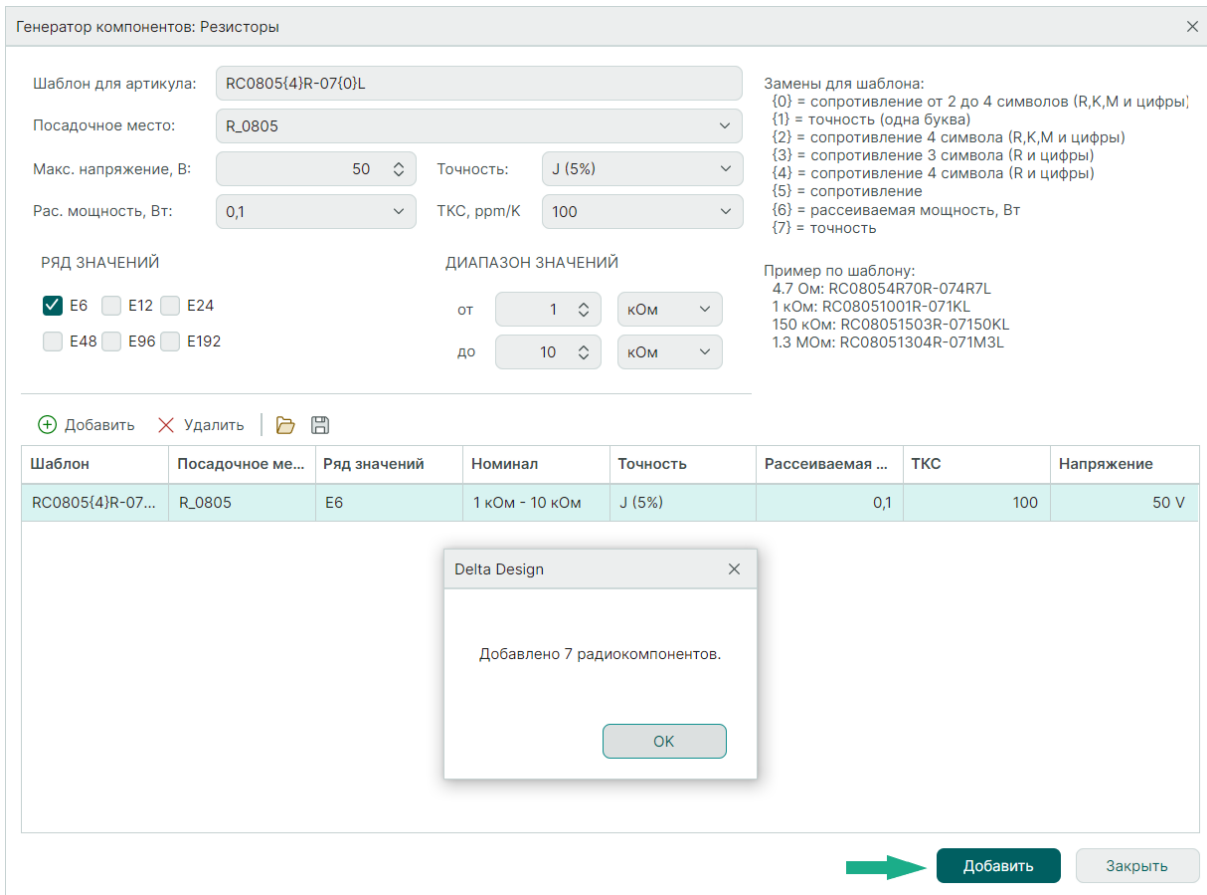 Генератор компонентов: Резисторы
Шаблон для артикула: RC0805{4}R-07{0}L
Посадочное место: R_0805
Макс. напряжение, В: 50 Точность: J (5%)
Рас. мощность, Вт: 0,1 ТКС, ppm/K 100
Замены для шаблона:
{0} = сопротивление от 2 до 4 символов (R,K,M и цифры)
{1} = точность (одна буква)
{2} = сопротивление 4 символа (R,K,M и цифры)
{3} = сопротивление 3 символа (R и цифры)
{4} = сопротивление 4 символа (R и цифры)
{5} = сопротивление
{6} = рассеиваемая мощность, Вт
{7} = точность
РЯД ЗНАЧЕНИЙ
E6 E12 E24
E48 E96 E192
ДИАПАЗОН ЗНАЧЕНИЙ
от 1 кОм
до 10 кОм
Пример по шаблону:
4.7 Ом: RC08054R70R-074R7L
1 кОм: RC08051001R-071KL
150 кОм: RC08051503R-07150KL
1.3 МОм: RC08051304R-071M3L
Добавить Удалить
Шаблон Посадочное ме... Ряд значений Номинал Точность Рассеиваемая ... ТКС Напряжение
RC0805{4}R-07... R_0805 E6 1 кОм - 10 кОм J (5%) 0,1 100 50 V
Delta Design
Добавлено 7 радиокомпонентов.
OK
Добавить Закрыть